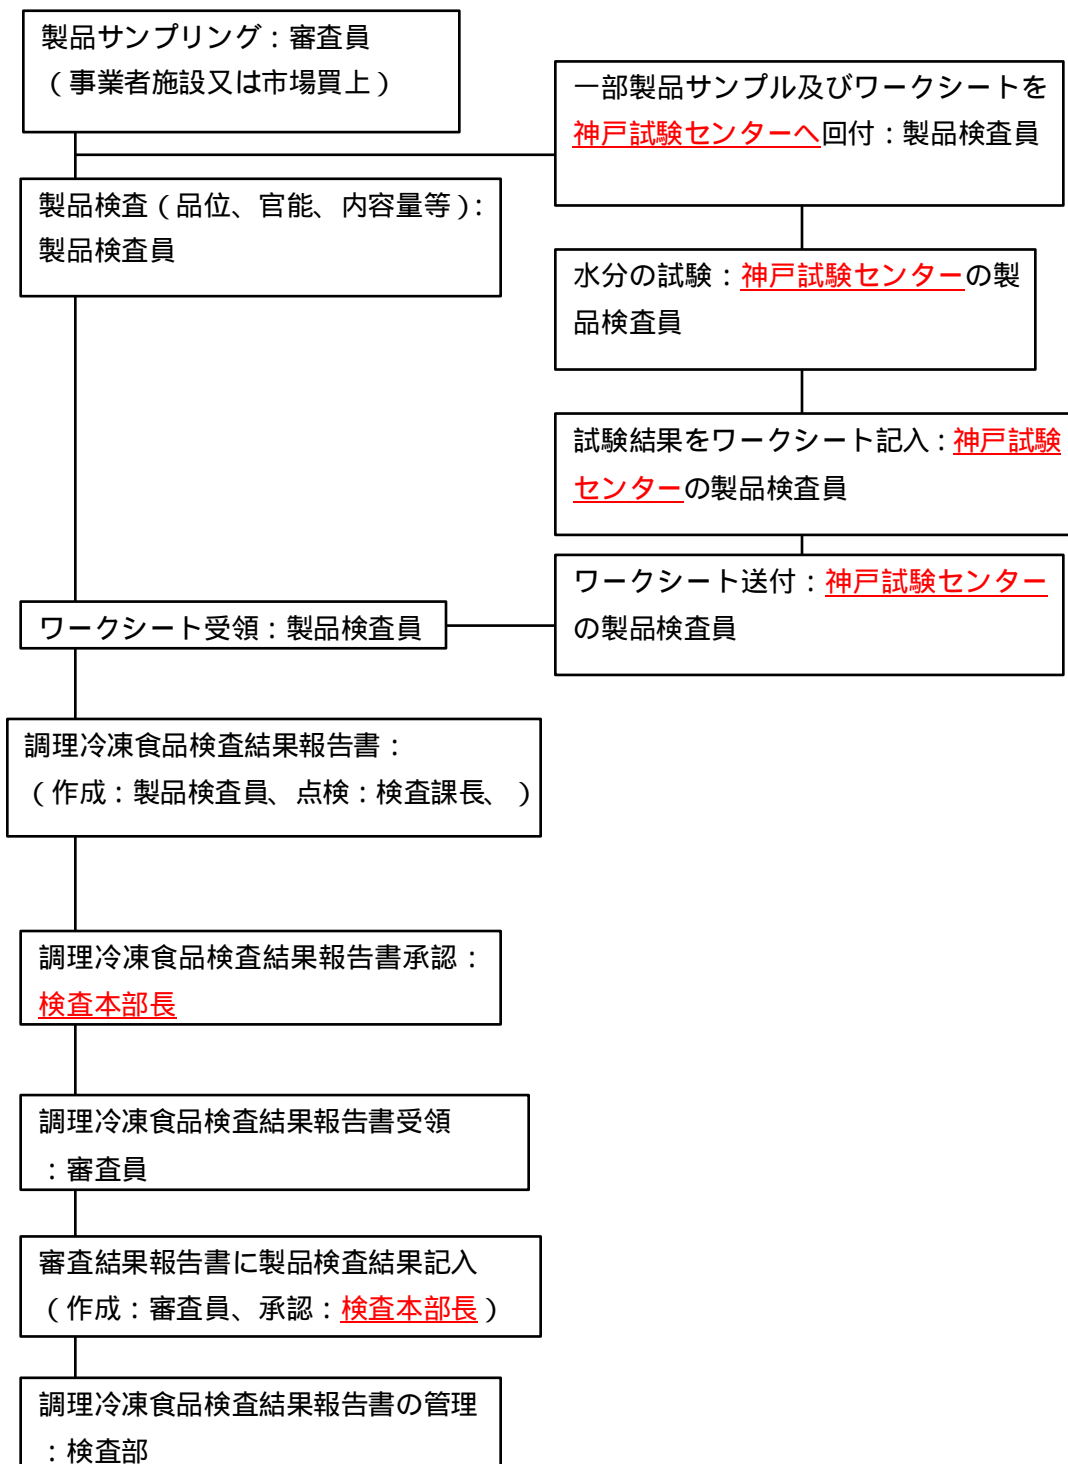 製品サンプリング：審査員
（事業者施設又は市場買上）
一部製品サンプル及びワークシートを
神戸試験センターへ回付：製品検査員
製品検査（品位、官能、内容量等）：
製品検査員
水分の試験：神戸試験センターの製
品検査員
試験結果をワークシート記入：神戸試験
センターの製品検査員
ワークシート送付：神戸試験センター
の製品検査員
ワークシート受領：製品検査員
調理冷凍食品検査結果報告書：
（作成：製品検査員、点検：検査課長、）
調理冷凍食品検査結果報告書承認：
検査本部長
調理冷凍食品検査結果報告書受領
：審査員
審査結果報告書に製品検査結果記入
（作成：審査員、承認：検査本部長）
調理冷凍食品検査結果報告書の管理
：検査部